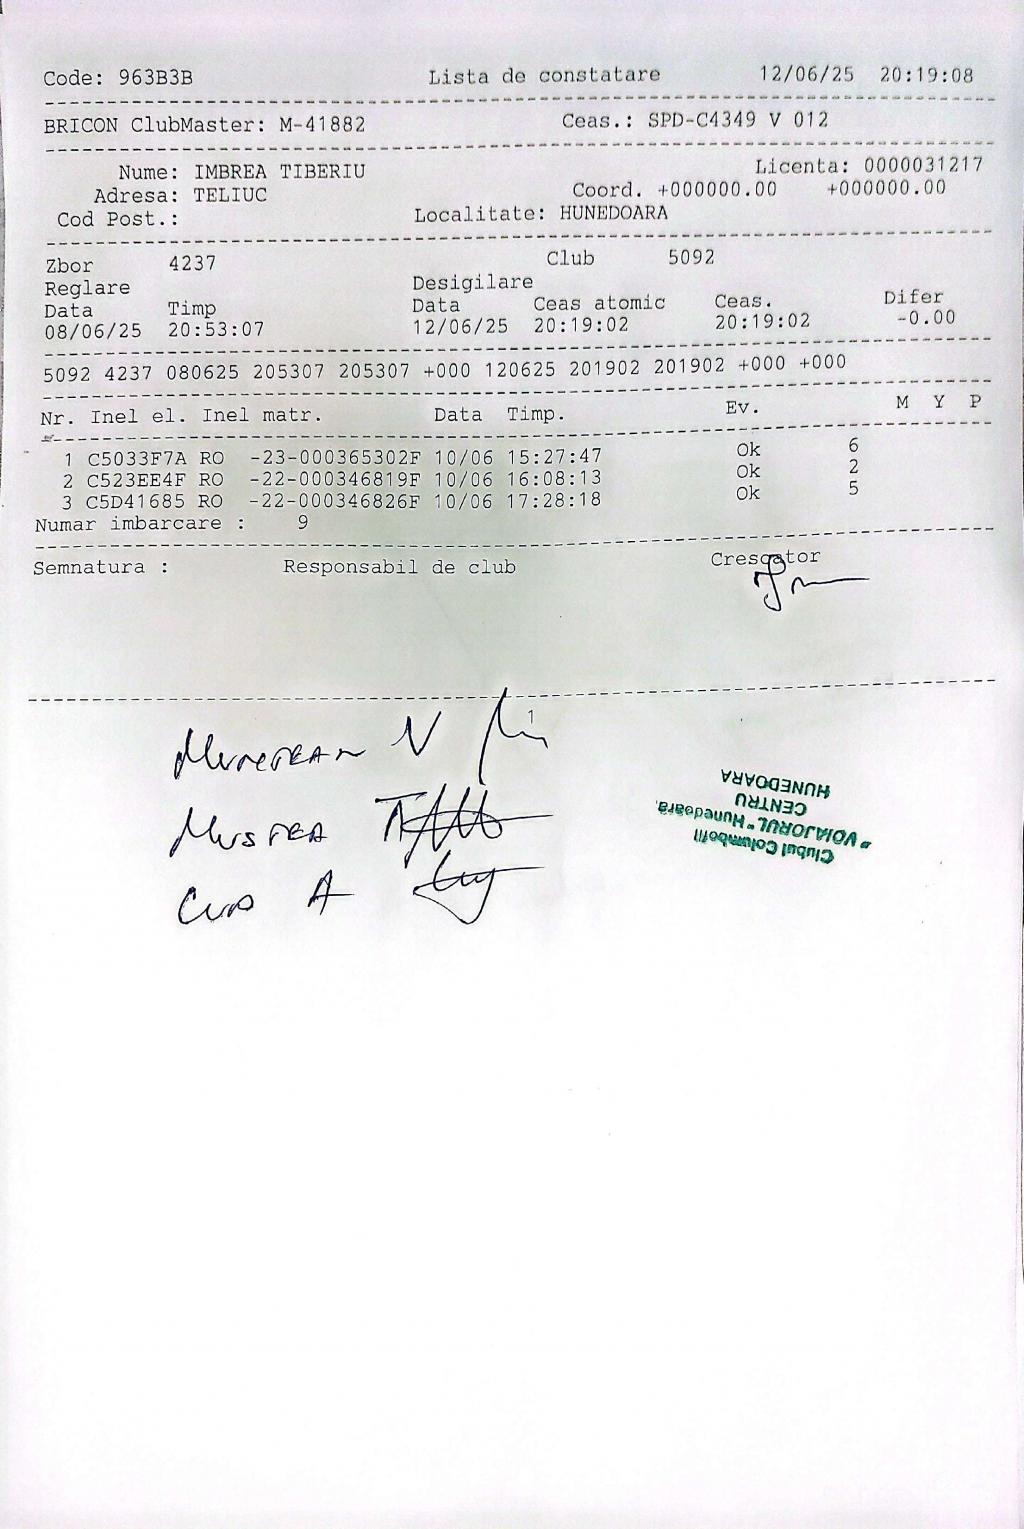 Code: 963B3B Lista de constatare 12/06/25 20:19:08
BRICON ClubMaster: M-41882 Ceas.: SPD-C4349 V 012
Nume: IMBREA TIBERIU Licenta: 0000031217
Adresa: TELIUC Coord. +000000.00 +000000.00
Cod Post.: Localitate: HUNEDOARA
Zbor 4237 Club 5092
Reglare Desigilare
Data Timp Data Ceas atomic Ceas. Difer
08/06/25 20:53:07 12/06/25 20:19:02 20:19:02 -0.00
5092 4237 080625 205307 205307 +000 120625 201902 201902 +000 +000
Nr. Inel el. Inel matr. Data Timp. Ev. M Y P
1 C5033F7A RO -23-000365302F 10/06 15:27:47 Ok 6
2 C523EE4F RO -22-000346819F 10/06 16:08:13 Ok 2
3 C5D41685 RO -22-000346826F 10/06 17:28:18 Ok 5
Numar imbarcare : 9
Semnatura : Responsabil de club Crescator
1
MUNTEAN N
MUSTEA
A
Clubul Columbofil
"VOIAJORUL" Hunedoara
CENTRU
HUNEDOARA